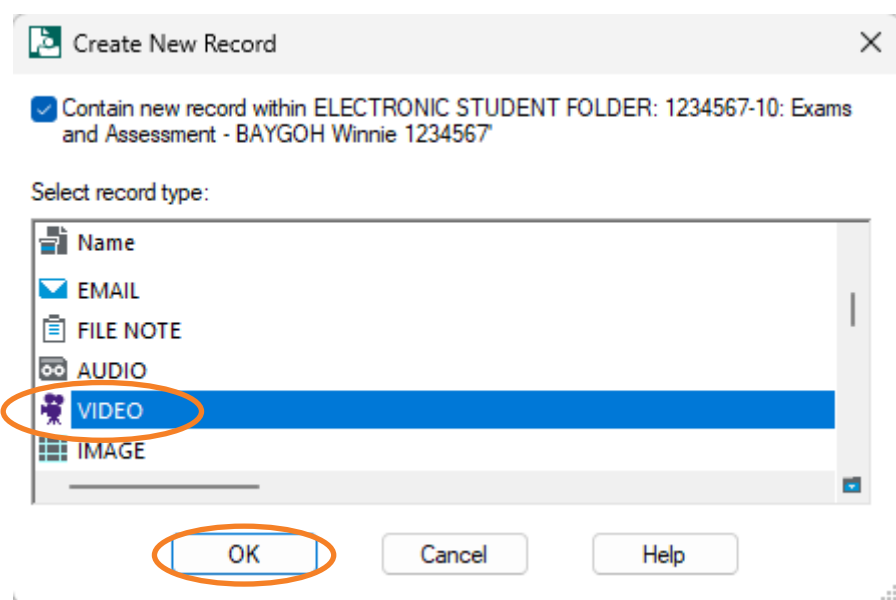 Create New Record
Contain new record within ELECTRONIC STUDENT FOLDER: 1234567-10: Exams
and Assessment - BAYGOH Winnie 1234567'
Select record type:
Name
EMAIL
FILE NOTE
AUDIO
VIDEO
IMAGE
OK Cancel Help